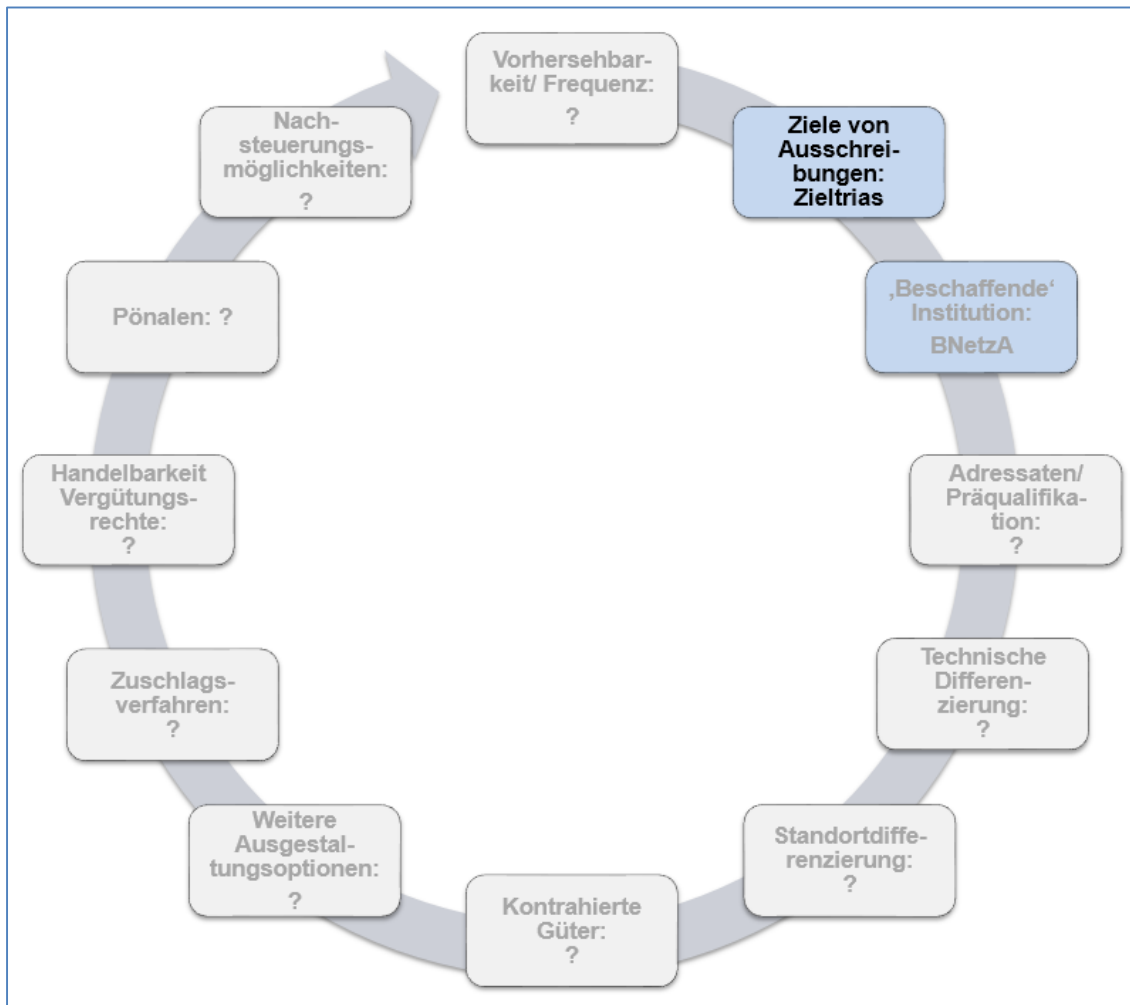 Vorhersehbar-
keit/ Frequenz:
?
Ziele von
Ausschrei-
bungen:
Zieltrias
‚Beschaffende‘
Institution:
BNetzA
Adressaten/
Präqualifika-
tion:
?
Technische
Differen-
zierung:
?
Standortdiffe-
renzierung:
?
Kontrahierte
Güter:
?
Weitere
Ausgestal-
tungsoptionen:
?
Zuschlags-
verfahren:
?
Handelbarkeit
Vergütungs-
rechte:
?
Pönalen: ?
Nach-
steuerungs-
möglichkeiten:
?